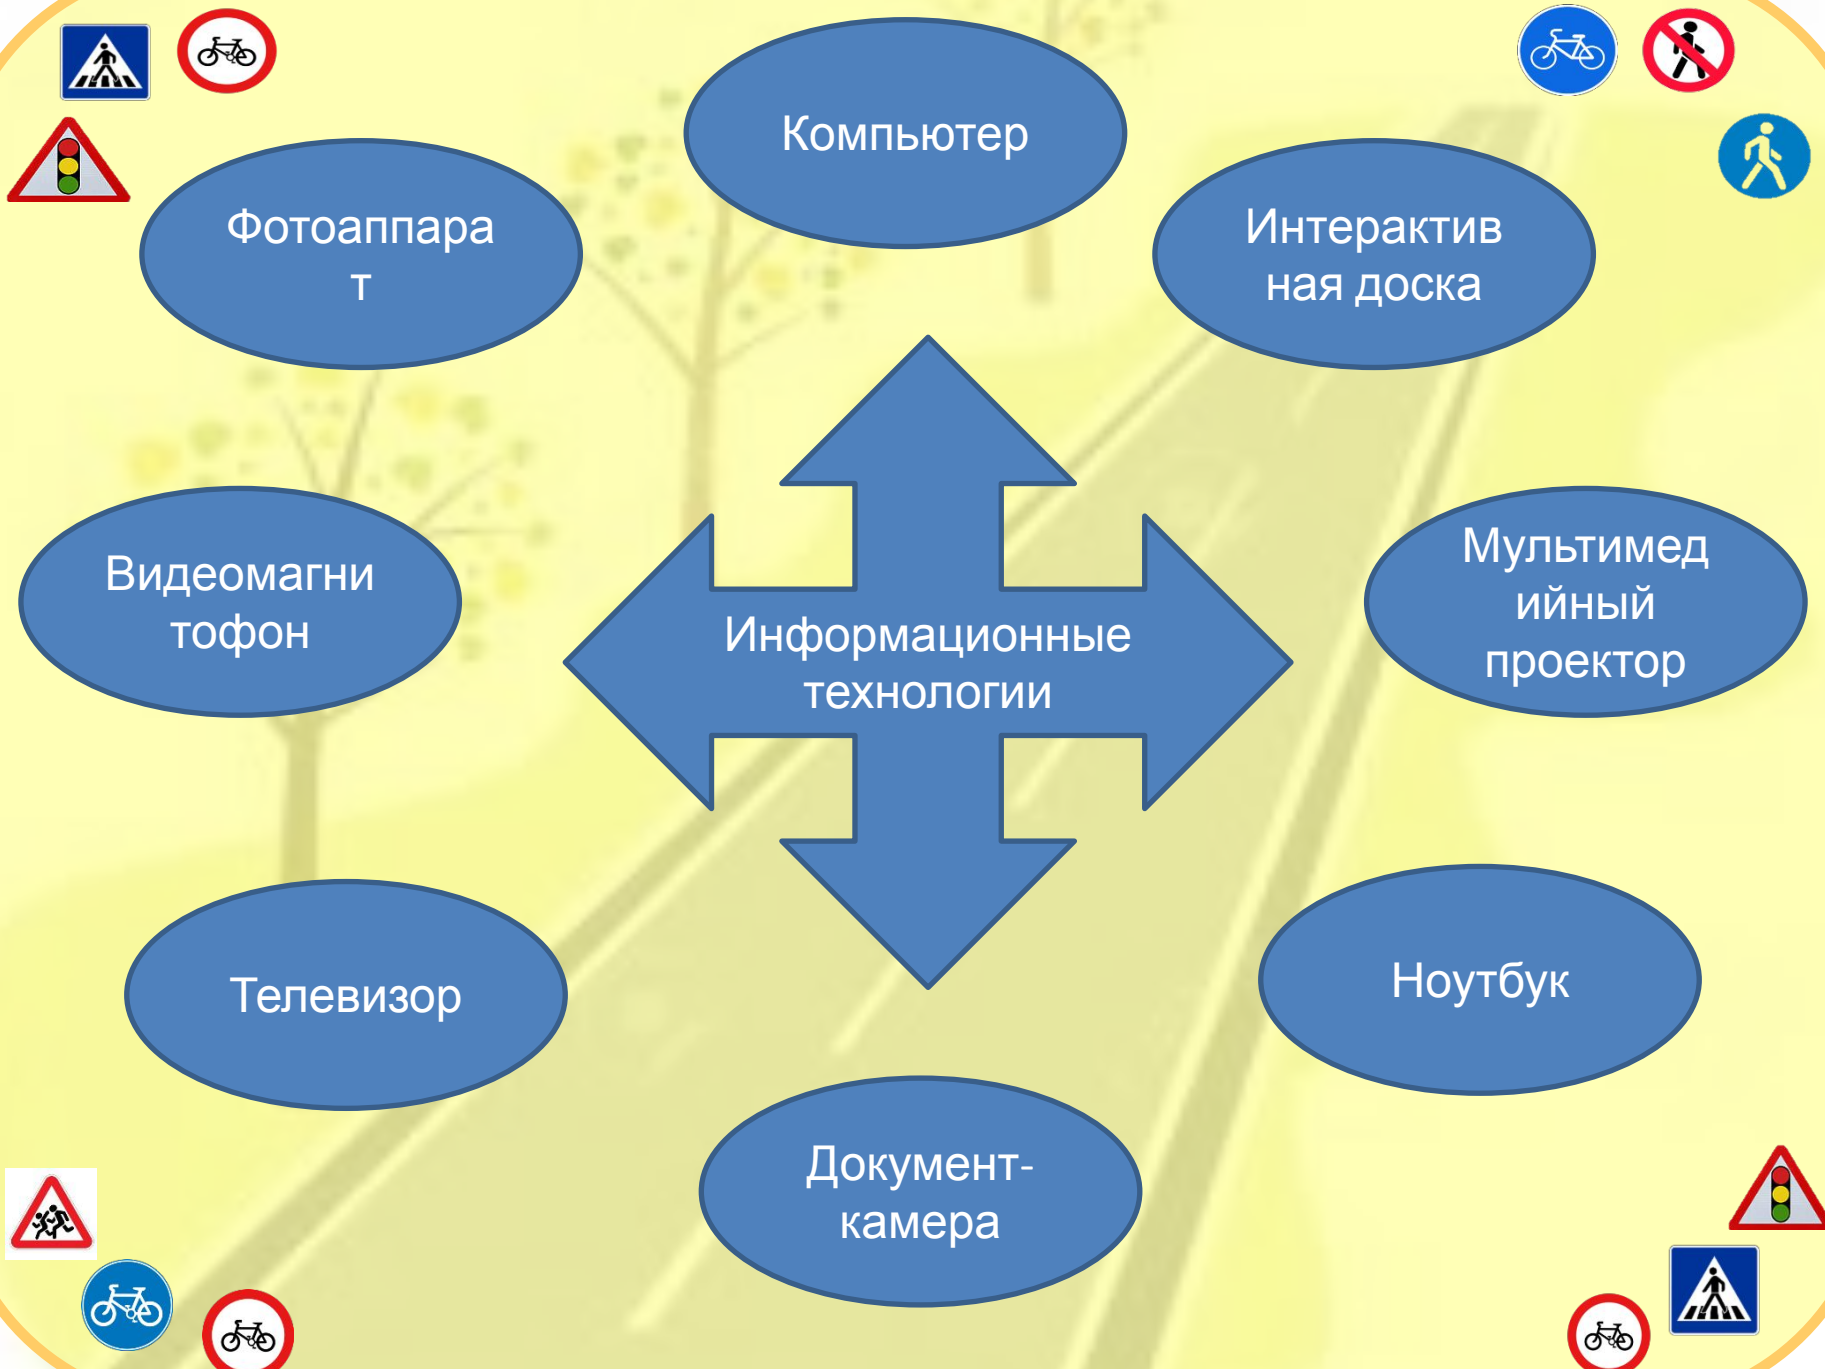 Компьютер
Фотоаппара
т
Интерактив
ная доска
Видеомагни
тофон
Информационные
технологии
Мультимед
ийный
проектор
Телевизор
Ноутбук
Документ-
камера